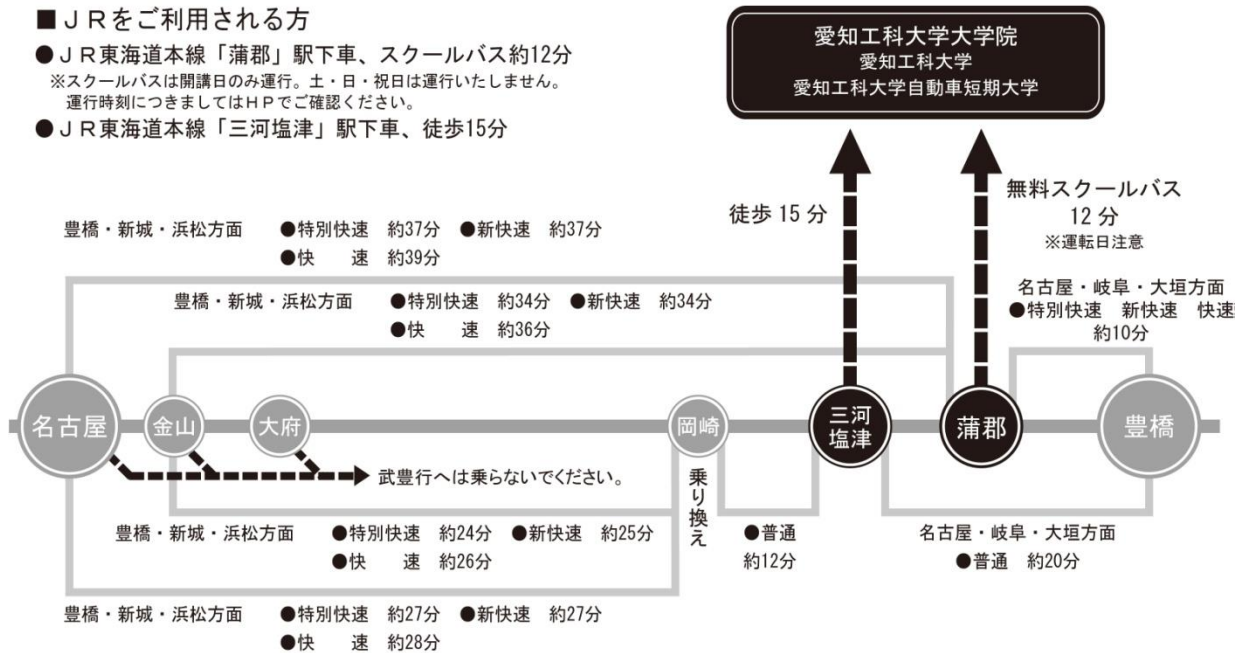 ■ＪＲをご利用される方
●ＪＲ東海道本線「蒲郡」駅下車、スクールバス約12分
※スクールバスは開講日のみ運行。土・日・祝日は運行いたしません。
運行時刻につきましてはＨＰでご確認ください。
●ＪＲ東海道本線「三河塩津」駅下車、徒歩15分
愛知工科大学大学院
愛知工科大学
愛知工科大学自動車短期大学
徒歩 15 分
無料スクールバス
12 分
※運転日注意
豊橋・新城・浜松方面　●特別快速　約37分　●新快速　約37分
●快　　速　約39分
豊橋・新城・浜松方面　●特別快速　約34分　●新快速　約34分
●快　　速　約36分
名古屋・岐阜・大垣方面
●特別快速　新快速　快速
約10分
名古屋
金山
大府
岡崎
三河
塩津
蒲郡
豊橋
武豊行へは乗らないでください。
乗り換え
豊橋・新城・浜松方面　●特別快速　約24分　●新快速　約25分
●快　　速　約26分
●普通
約12分
名古屋・岐阜・大垣方面
●普通　約20分
豊橋・新城・浜松方面　●特別快速　約27分　●新快速　約27分
●快　　速　約28分